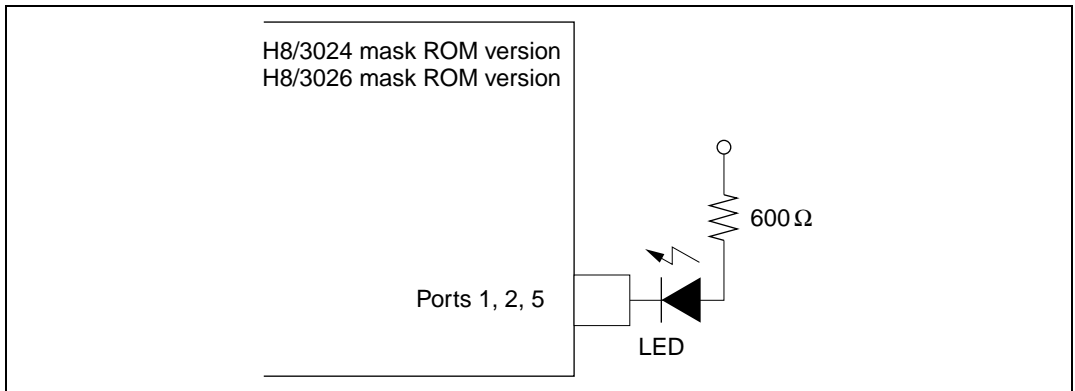 H8/3024 mask ROM version
H8/3026 mask ROM version
600 Ω
Ports 1, 2, 5
LED